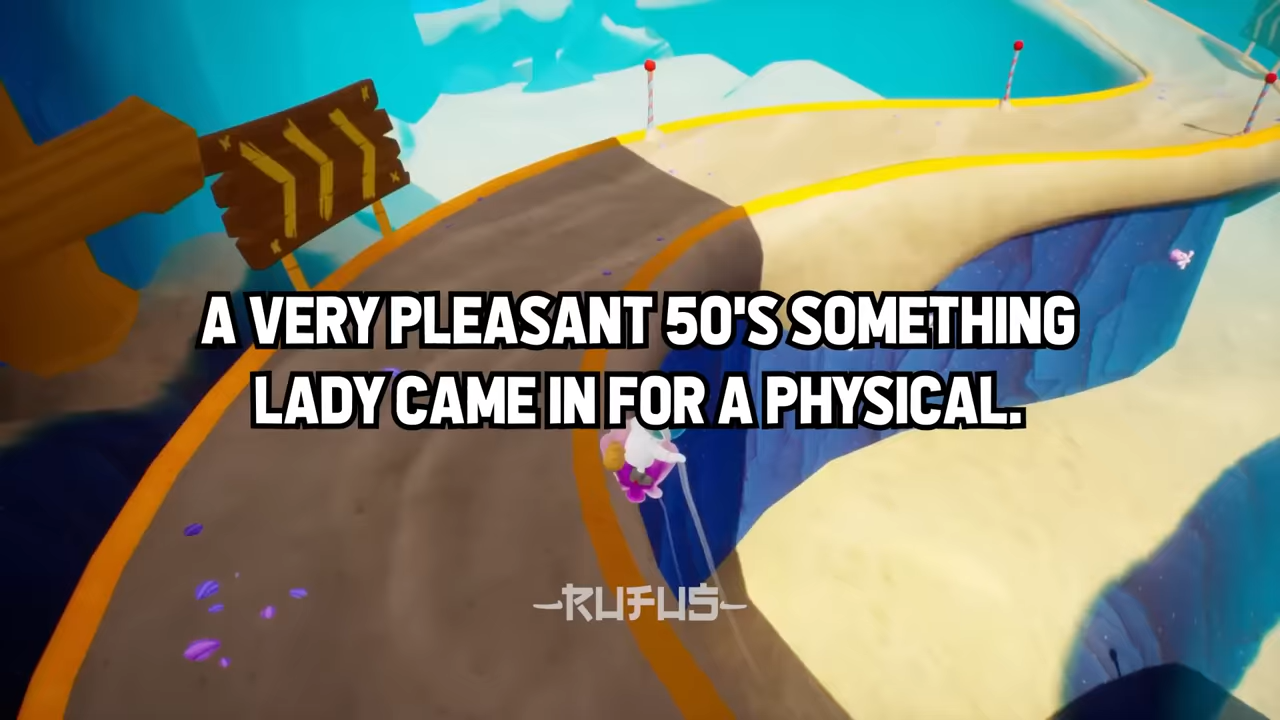 A VERY PLEASANT 50'S SOMETHING
LADY CAME IN FOR A PHYSICAL.
-RUFUS-